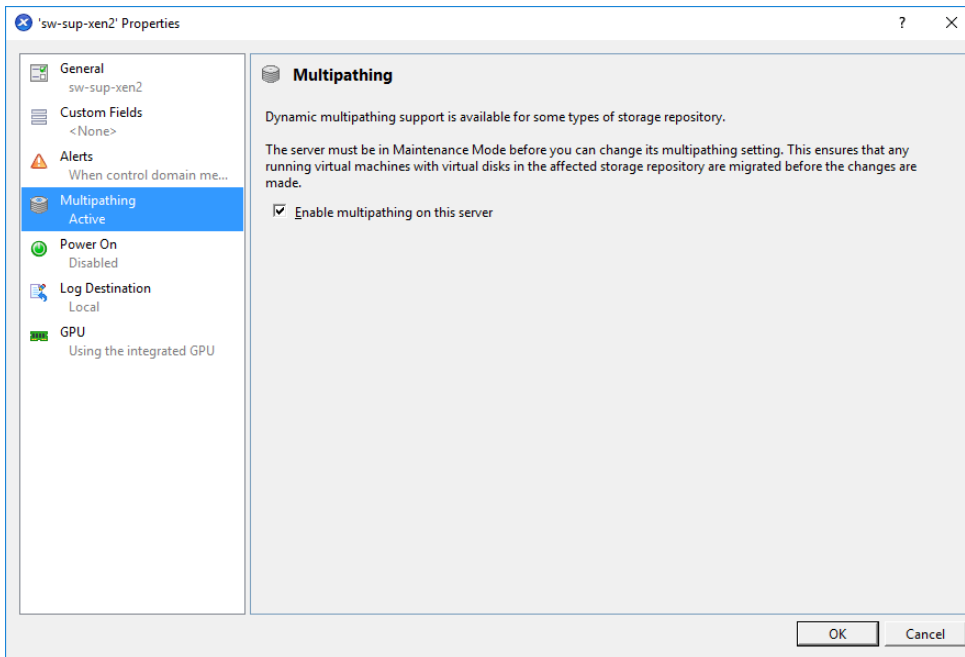 'sw-sup-xen2' Properties
?
General
sw-sup-xen2
Custom Fields
<None>
Alerts
When control domain me...
Multipathing
Active
Power On
Disabled
Log Destination
Local
GPU
Using the integrated GPU
Multipathing
Dynamic multipathing support is available for some types of storage repository.
The server must be in Maintenance Mode before you can change its multipathing setting. This ensures that any
running virtual machines with virtual disks in the affected storage repository are migrated before the changes are
made.
Enable multipathing on this server
OK
Cancel